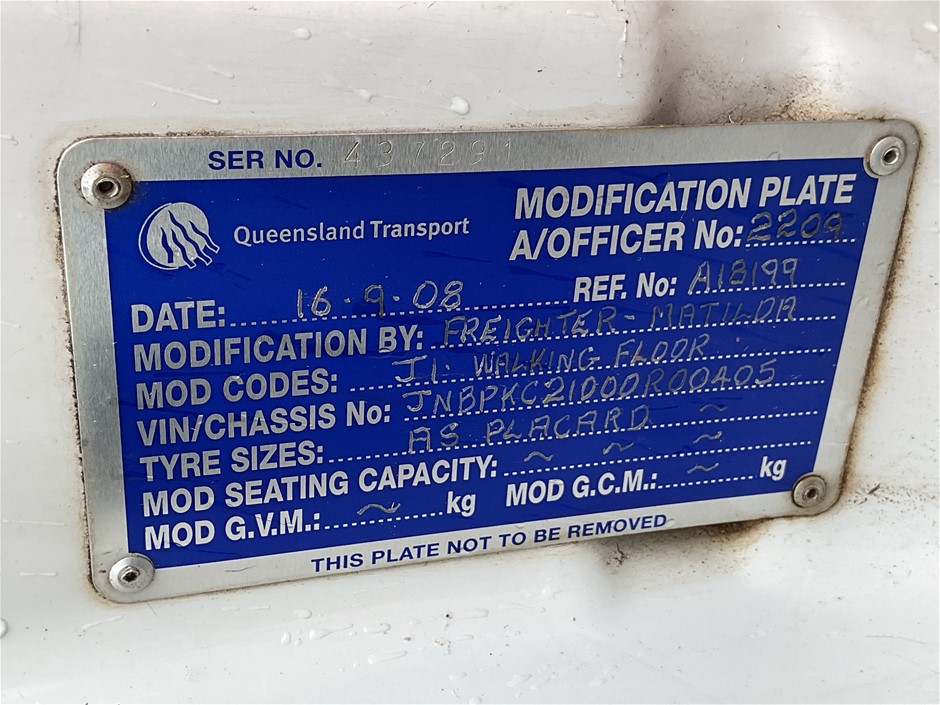 SER NO. 437291
Queensland Transport
MODIFICATION PLATE
A/OFFICER No: 2209
DATE: 16-9-08 REF. No: A18199
MODIFICATION BY: FREIGHTER-MATILDA
MOD CODES: J1. WALKING FLOOR.
VIN/CHASSIS No: JNBPKC21D00R00405
TYRE SIZES: AS PLACARD ~
MOD SEATING CAPACITY: ~ ~ ~
MOD G.V.M.: ~ kg MOD G.C.M.: ~ kg
THIS PLATE NOT TO BE REMOVED